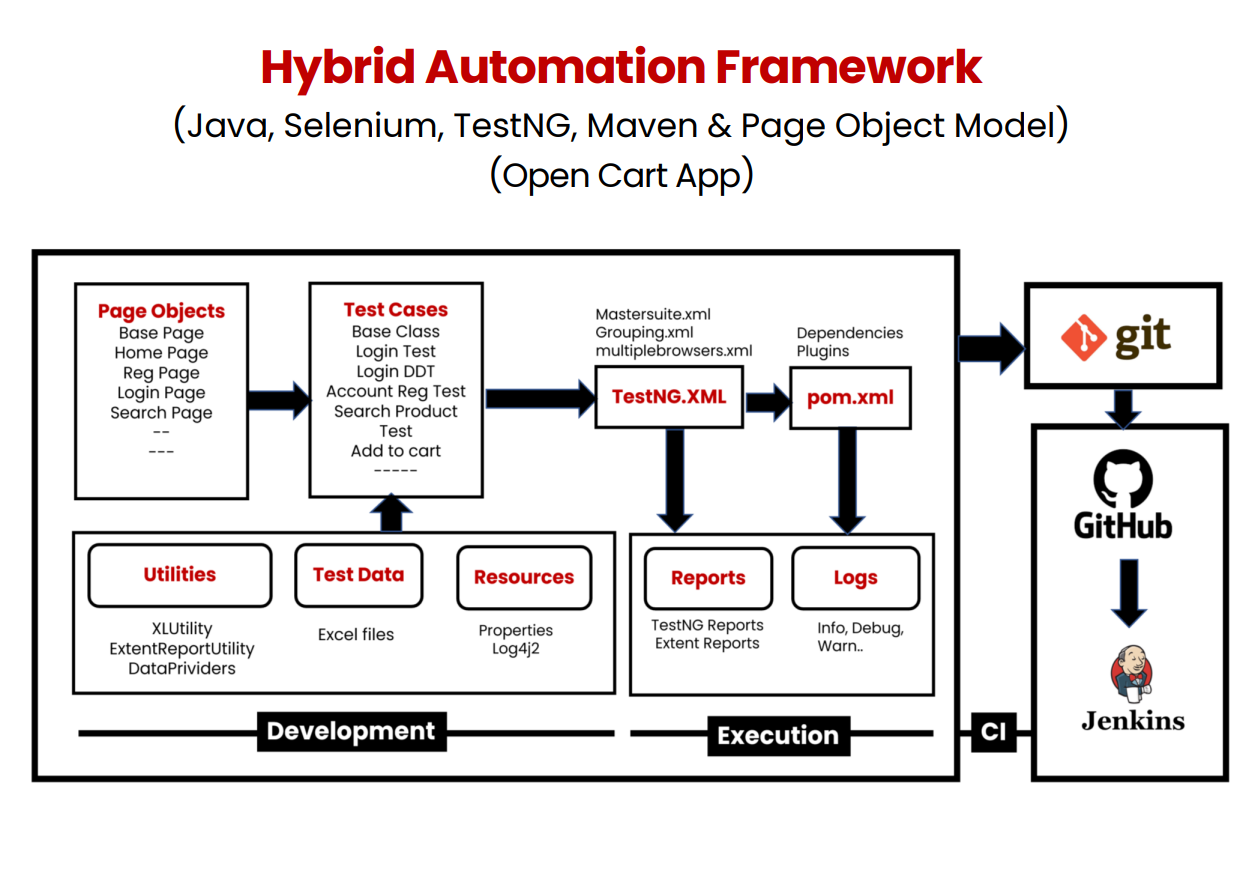 Hybrid Automation Framework
(Java, Selenium, TestNG, Maven & Page Object Model)
(Open Cart App)
Page Objects
Base Page
Home Page
Reg Page
Login Page
Search Page
--
---
Test Cases
Base Class
Login Test
Login DDT
Account Reg Test
Search Product
Test
Add to cart
-----
Mastersuite.xml
Grouping.xml
multiplebrowsers.xml
TestNG.XML
Dependencies
Plugins
pom.xml
git
GitHub
Jenkins
Utilities
XLUtility
ExtentReportUtility
DataPrividers
Test Data
Excel files
Resources
Properties
Log4j2
Reports
TestNG Reports
Extent Reports
Logs
Info, Debug,
Warn..
Development
Execution
CI